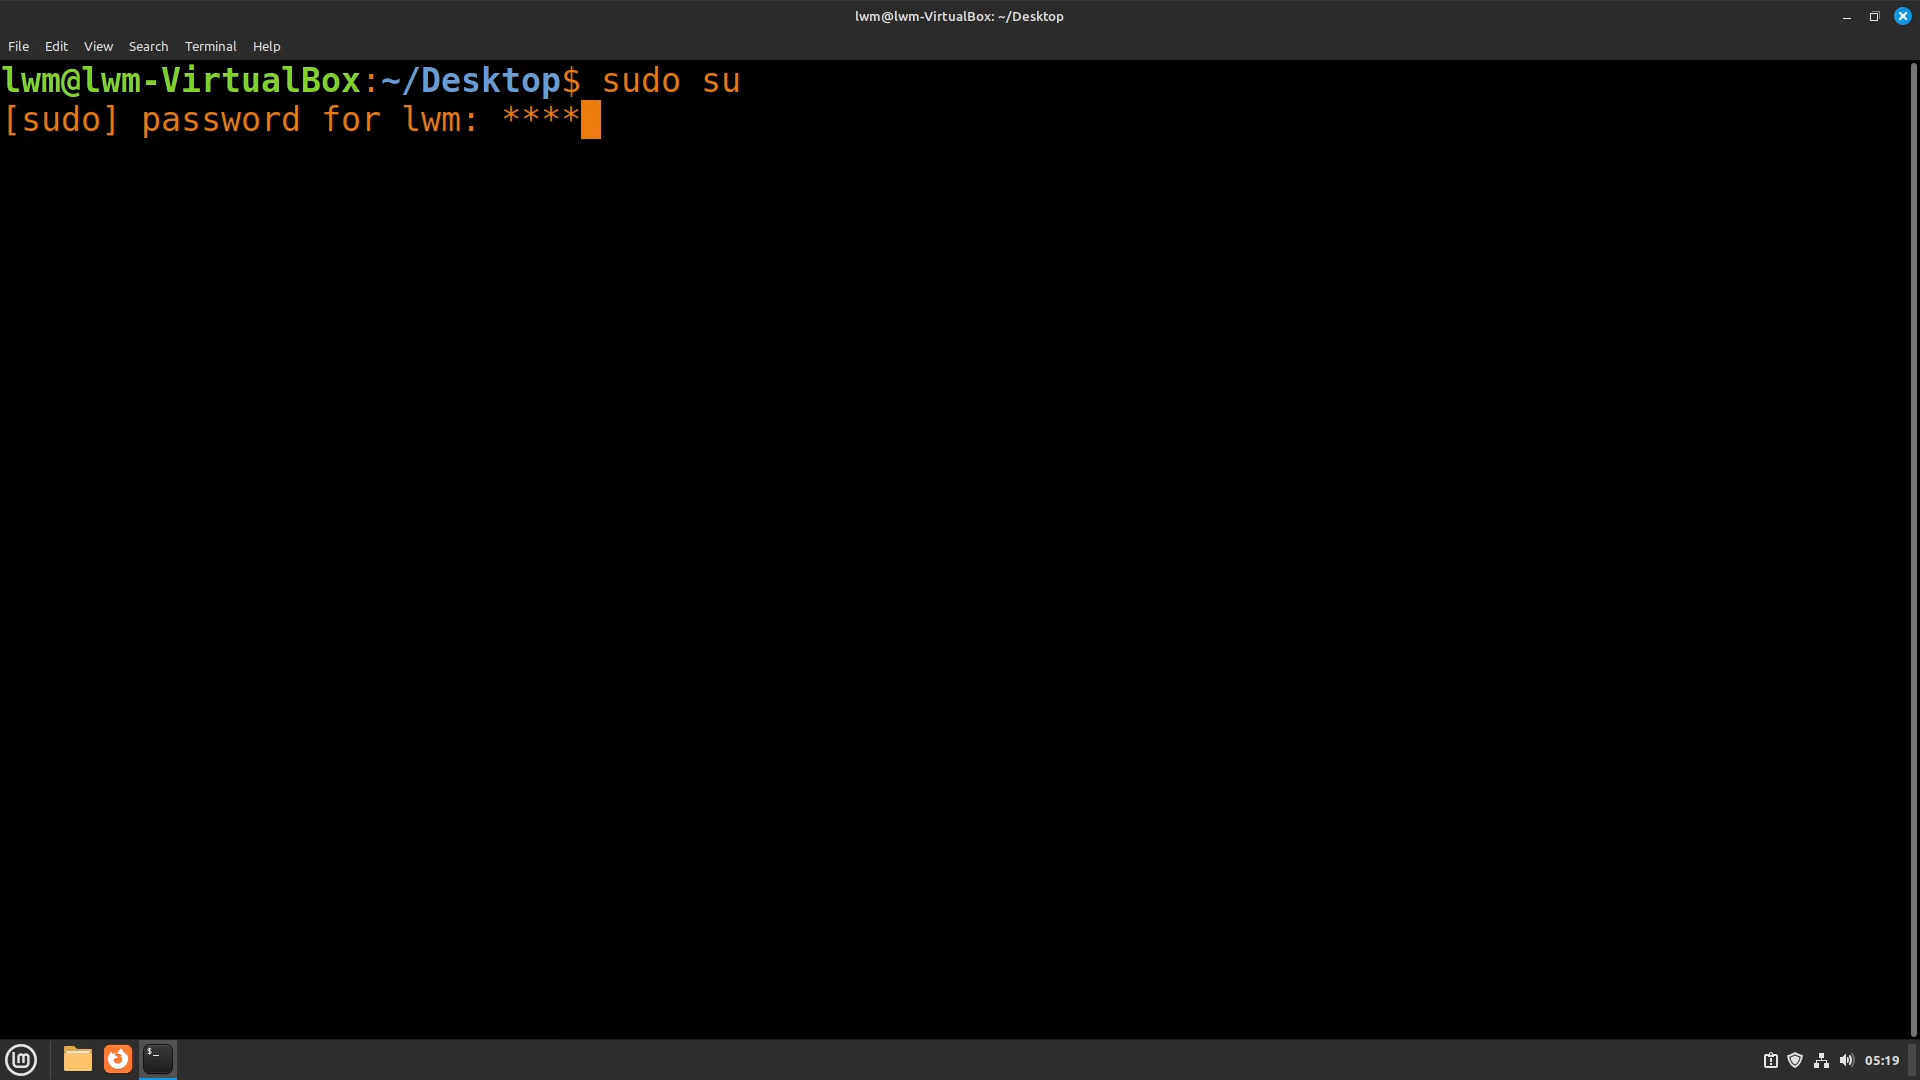 lwm@lwm-VirtualBox: ~/Desktop
File Edit View Search Terminal Help
lwm@lwm-VirtualBox:~/Desktop$ sudo su
[sudo] password for lwm: ****
$_
05:19